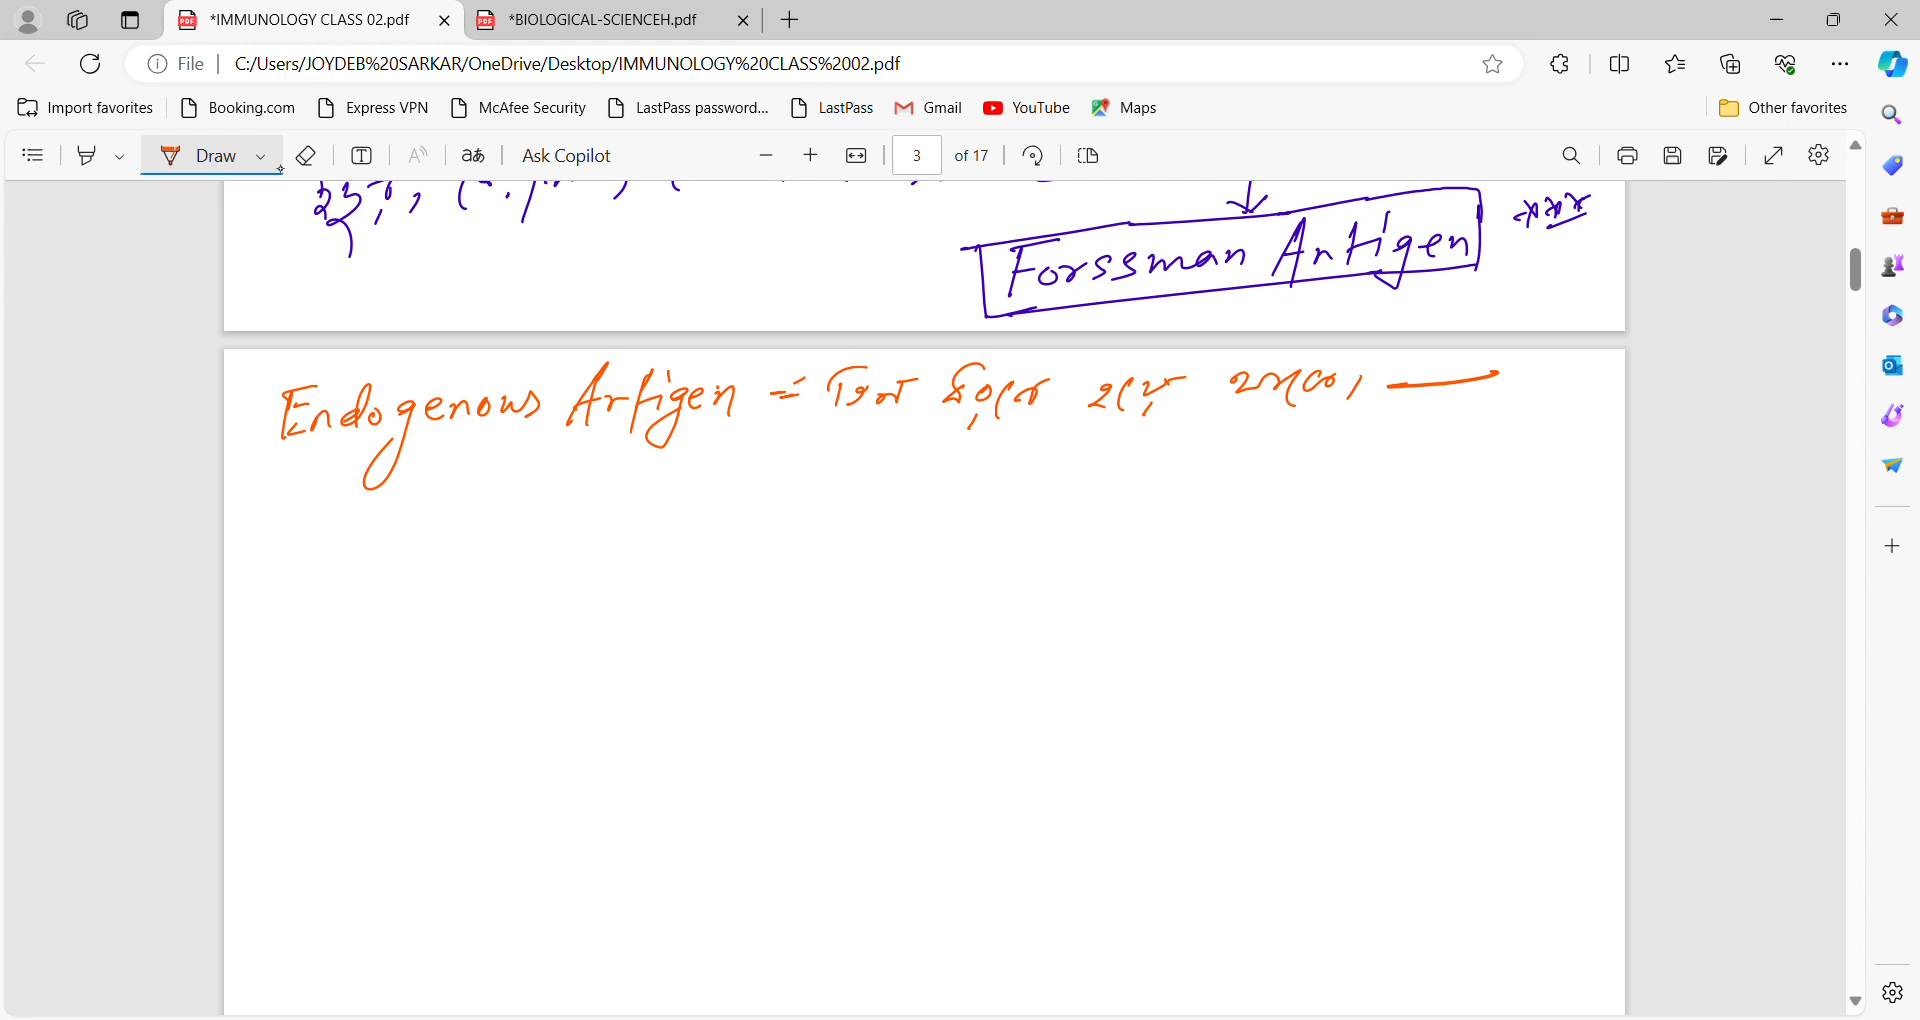 *IMMUNOLOGY CLASS 02.pdf
*BIOLOGICAL-SCIENCEH.pdf
File
C:/Users/JOYDEB%20SARKAR/OneDrive/Desktop/IMMUNOLOGY%20CLASS%2002.pdf
Import favorites Booking.com Express VPN McAfee Security LastPass password... LastPass Gmail YouTube Maps Other favorites
Draw Ask Copilot 3 of 17
Forssman Antigen
Endogenous Antigen =